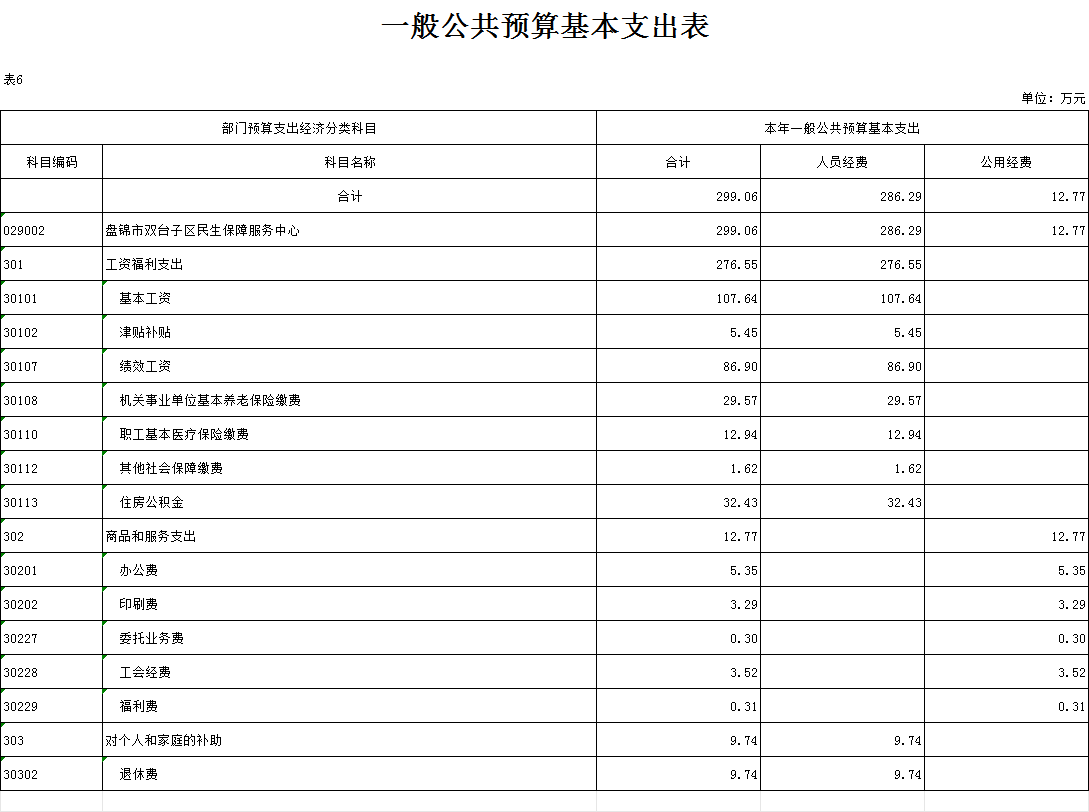 一般公共预算基本支出表
表6
单位：万元
部门预算支出经济分类科目 本年一般公共预算基本支出
科目编码 科目名称 合计 人员经费 公用经费
合计 299.06 286.29 12.77
029002 盘锦市双台子区民生保障服务中心 299.06 286.29 12.77
301 工资福利支出 276.55 276.55
30101 基本工资 107.64 107.64
30102 津贴补贴 5.45 5.45
30107 绩效工资 86.90 86.90
30108 机关事业单位基本养老保险缴费 29.57 29.57
30110 职工基本医疗保险缴费 12.94 12.94
30112 其他社会保障缴费 1.62 1.62
30113 住房公积金 32.43 32.43
302 商品和服务支出 12.77 12.77
30201 办公费 5.35 5.35
30202 印刷费 3.29 3.29
30227 委托业务费 0.30 0.30
30228 工会经费 3.52 3.52
30229 福利费 0.31 0.31
303 对个人和家庭的补助 9.74 9.74
30302 退休费 9.74 9.74